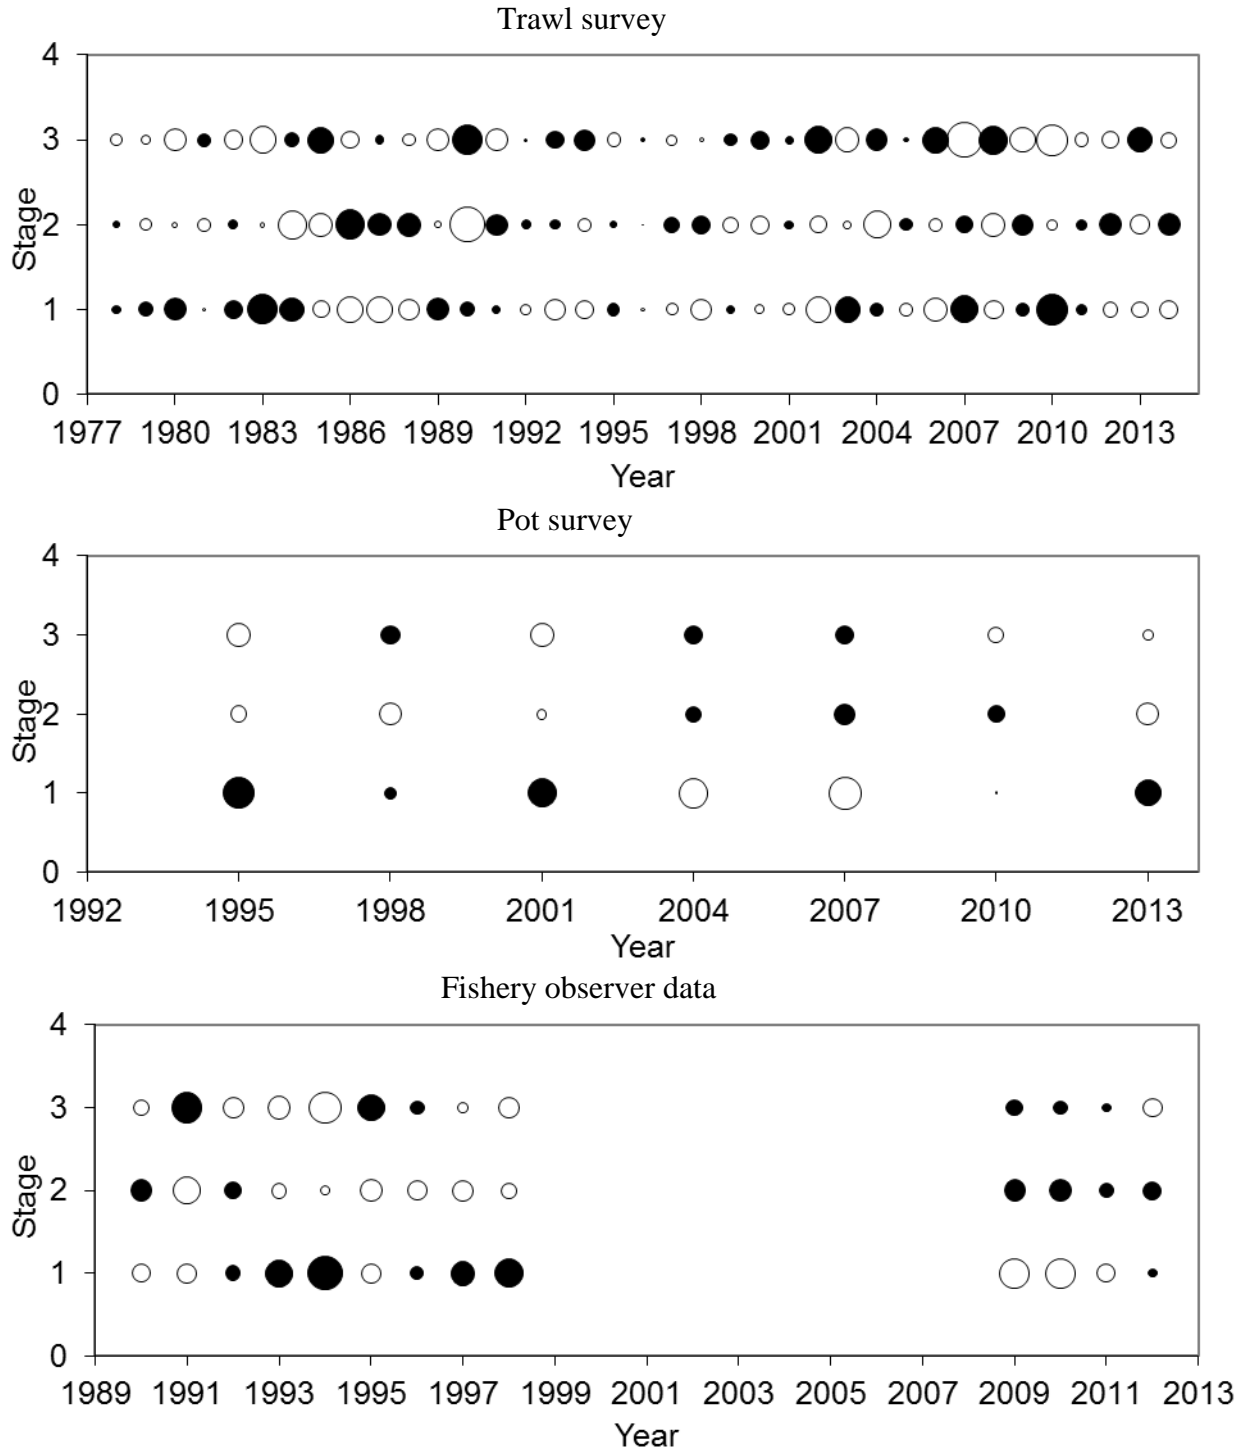 Trawl survey
4
3
2
1
0
Stage
1977 1980 1983 1986 1989 1992 1995 1998 2001 2004 2007 2010 2013
Year
Pot survey
4
3
2
1
0
Stage
1992 1995 1998 2001 2004 2007 2010 2013
Year
Fishery observer data
4
3
2
1
0
Stage
1989 1991 1993 1995 1997 1999 2001 2003 2005 2007 2009 2011 2013
Year